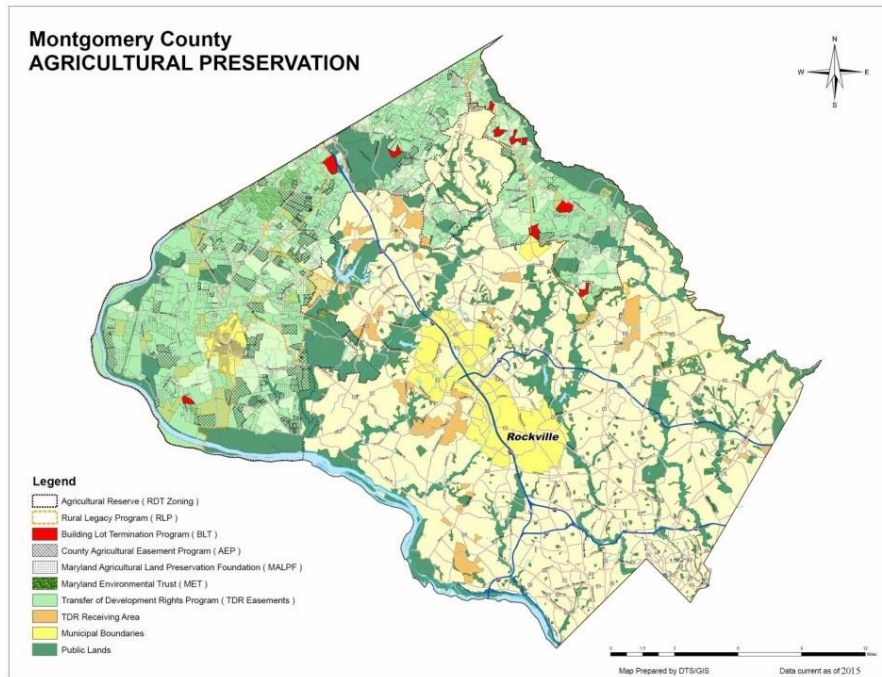 Montgomery County
AGRICULTURAL PRESERVATION
N
W
E
S
Rockville
Legend
Agricultural Reserve ( RDT Zoning )
Rural Legacy Program ( RLP )
Building Lot Termination Program ( BLT )
County Agricultural Easement Program ( AEP )
Maryland Agricultural Land Preservation Foundation ( MALPF )
Maryland Environmental Trust ( MET )
Transfer of Development Rights Program ( TDR Easements )
TDR Receiving Area
Municipal Boundaries
Public Lands
Map Prepared by DTS/GIS
Data current as of 2015